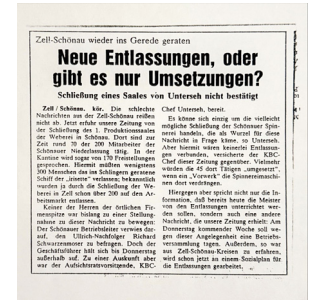 Zell-Schönau wieder ins Gerede geraten
Neue Entlassungen, oder
gibt es nur Umsetzungen?
Schließung eines Saales von Unterseh nicht bestätigt
Zell / Schönau. kör. Die schlechte
Nachrichten aus der Zell-Schönau reißen
nicht ab. Jetzt erfuhr unsere Zeitung von
der Schließung des 1. Produktionssaales
der Weberei in Schönau. Dort sind zur
Zeit rund 70 der 200 Mitarbeiter der
Schönauer Niederlassung tätig. In der
Kantine wird sogar von 170 Freistellungen
gesprochen. Hiermit müßten wenigstens
300 Menschen das ins Schlingern geratene
Schiff der „irisette“ verlassen; bekanntlich
wurden ja durch die Schließung der We-
berei in Zell schon über 200 auf den Ar-
beitsmarkt entlassen.
Keiner der Herren der örtlichen Fir-
menspitze war bislang zu einer Stellung-
nahme zu dieser Nachricht zu bewegen:
Der Schönauer Betriebsleiter verwies dar-
auf, den Ullrich-Nachfolger Richard
Schwarzenmoser zu befragen. Doch der
Geschäftsführer hält sich bis Donnerstag
außerhalb auf. Zu einer Auskunft aber
war der Aufsichtsratsvorsitzende, KBC-
Chef Unterseh, bereit.
Es könne sich einzig um die vielleicht
mögliche Schließung der Schönauer Spin-
nerei handeln, die als Wurzel für diese
Nachricht in Frage käme, so Unterseh.
Aber hiermit wären keinerlei Entlassun-
gen verbunden, versicherte der KBC-
Chef dieser Zeitung gegenüber. Vielmehr
würden die 45 dort Tätigen „umgesetzt“,
wenn ein „Vorwerk“ die Spinnereimaschi-
nen dort verdrängen.
Hiergegen aber spricht nicht nur die In-
formation, daß bereits heute die Meister
von den Entlassungen unterrichtet wer-
den sollen, sondern auch eine andere
Nachricht, die unsere Zeitung erhielt: Am
Donnerstag kommender Woche soll we-
gen dieser Angelegenheit eine Betriebs-
versammlung tagen. Außerdem, so war
aus Zell-Schönau-Kreisen zu erfahren,
wird schon jetzt an einem Sozialplan für
die Entlassungen gearbeitet.